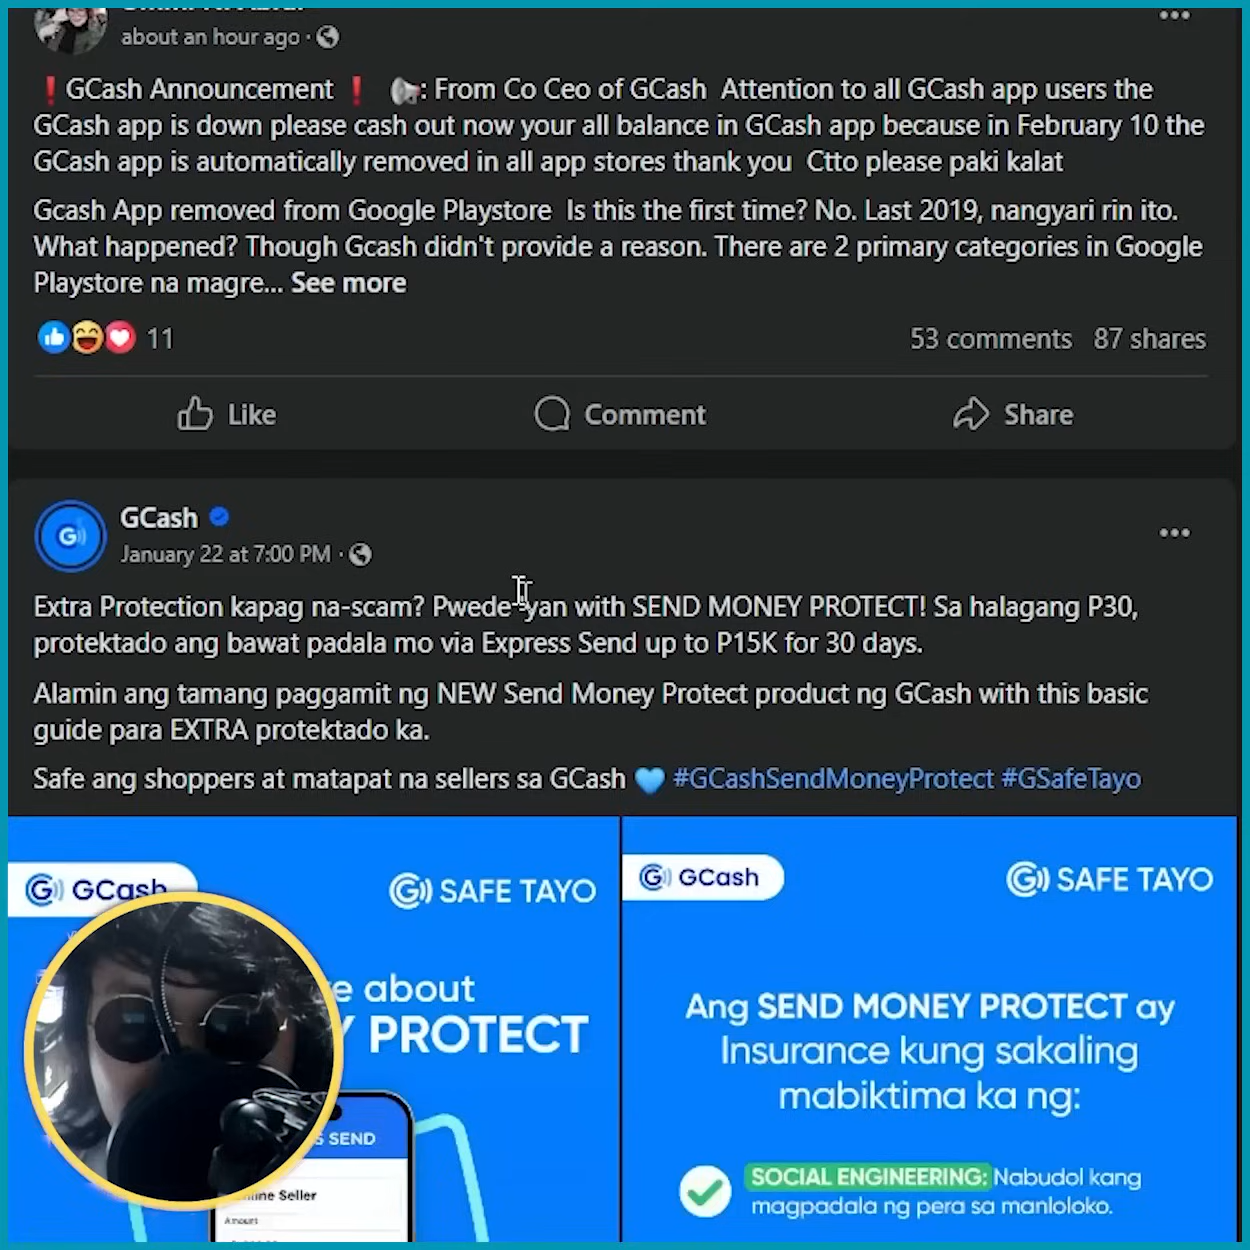 about an hour ago ·
❗GCash Announcement ❗ 📢: From Co Ceo of GCash Attention to all GCash app users the
GCash app is down please cash out now your all balance in GCash app because in February 10 the
GCash app is automatically removed in all app stores thank you Ctto please paki kalat
Gcash App removed from Google Playstore Is this the first time? No. Last 2019, nangyari rin ito.
What happened? Though Gcash didn't provide a reason. There are 2 primary categories in Google
Playstore na magre... See more
11
53 comments 87 shares
Like Comment Share
GCash
January 22 at 7:00 PM ·
Extra Protection kapag na-scam? Pwede-yan with SEND MONEY PROTECT! Sa halagang P30,
protektado ang bawat padala mo via Express Send up to P15K for 30 days.
Alamin ang tamang paggamit ng NEW Send Money Protect product ng GCash with this basic
guide para EXTRA protektado ka.
Safe ang shoppers at matapat na sellers sa GCash 💙 #GCashSendMoneyProtect #GSafeTayo
GCash
SAFE TAYO
about
PROTECT
SEND
Seller
Amount
GCash
SAFE TAYO
Ang SEND MONEY PROTECT ay
Insurance kung sakaling
mabiktima ka ng:
SOCIAL ENGINEERING: Nabudol kang
magpadala ng pera sa manloloko.